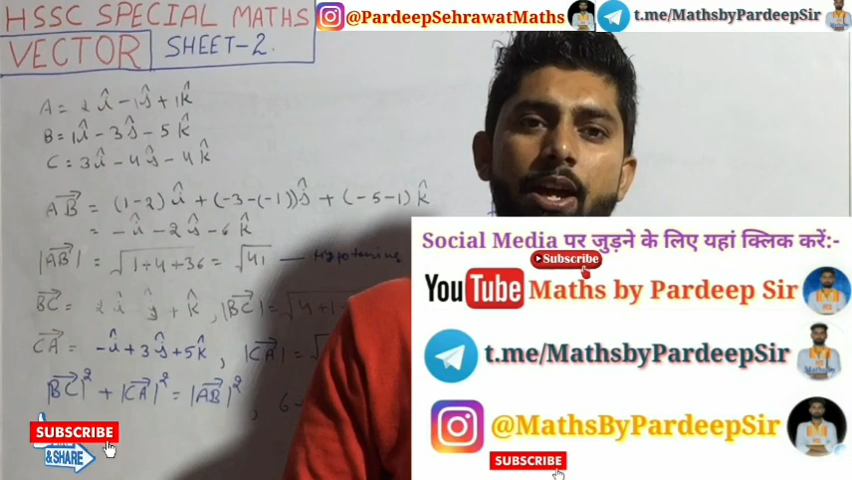 HSSC SPECIAL MATHS
@PardeepSehrawatMaths
t.me/MathsbyPardeepSir
VECTOR SHEET-2.
A = 2î - 1ĵ + 1k̂
B = 1î - 3ĵ - 5k̂
C = 3î - 4ĵ - 4k̂
AB⃗ = (1-2)î + (-3-(-1))ĵ + (-5-1)k̂
= -î - 2ĵ - 6k̂
|AB⃗| = √1+4+36 = √41 —
BC⃗ = 2î ĵ + k̂, |BC⃗| = √4+1
CA⃗ = -î + 3ĵ + 5k̂, |CA⃗| = √
|BC⃗|² + |CA⃗|² = |AB⃗|², 6
Social Media पर जुड़ने के लिए यहां क्लिक करें:-
Subscribe
YouTube Maths by Pardeep Sir
t.me/MathsbyPardeepSir
@MathsByPardeepSir
SUBSCRIBE
SUBSCRIBE
&SHARE